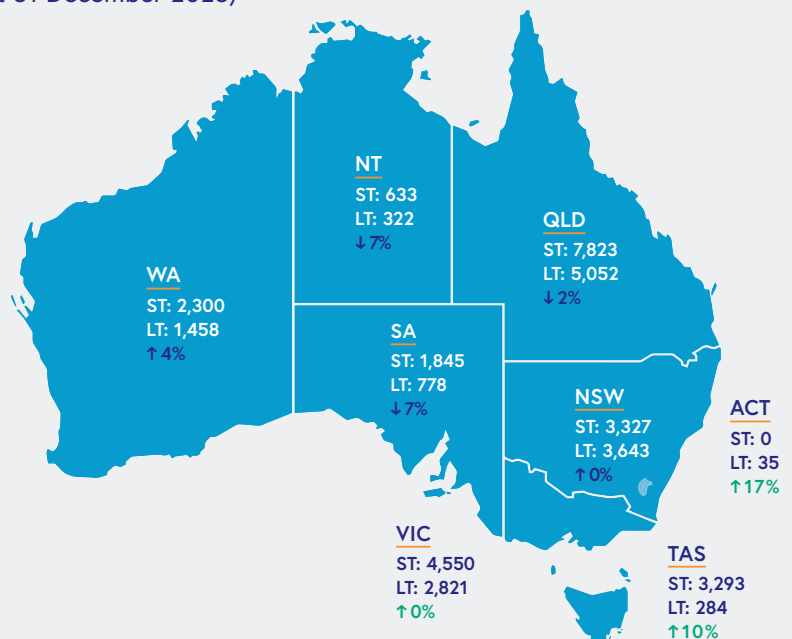 31 December 2023)
NT
ST: 633
LT: 322
↓7%
QLD
ST: 7,823
LT: 5,052
↓2%
WA
ST: 2,300
LT: 1,458
↑4%
SA
ST: 1,845
LT: 778
↓7%
NSW
ST: 3,327
LT: 3,643
↑0%
ACT
ST: 0
LT: 35
↑17%
VIC
ST: 4,550
LT: 2,821
↑0%
TAS
ST: 3,293
LT: 284
↑10%